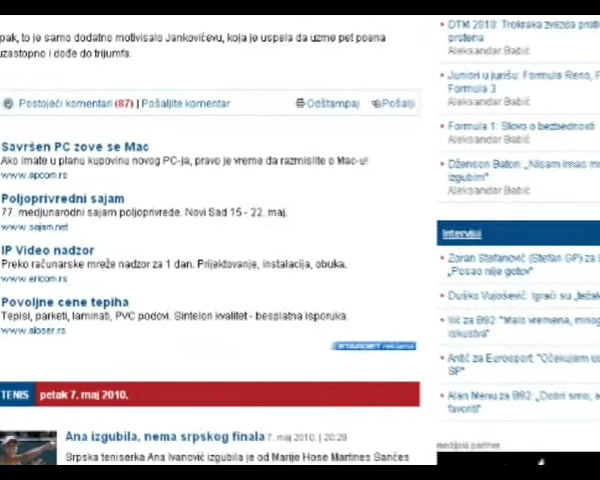 pak, to je samo dodatno motivisalo Jankovićevu, koja je uspela da uzme pet poena
uzastopno i dođe do trijumfa.
Postojeći komentari (87) | Pošaljite komentar
Odštampaj
Pošalji
Savršen PC zove se Mac
Ako imate u planu kupovinu novog PC-ja, pravo je vreme da razmislite o Mac-u!
www.apcom.rs
Poljoprivredni sajam
77. medjunarodni sajam poljoprivrede. Novi Sad 15 - 22. maj.
www.sajam.net
IP Video nadzor
Preko računarske mreže nadzor za 1 dan. Prijektovanje, instalacija, obuka.
www.ericom.rs
Povoljne cene tepiha
Tepisi, parketi, laminati, PVC podovi. Sintelon kvalitet - besplatna isporuka.
www.sloser.rs
TENIS petak 7. maj 2010.
Ana izgubila, nema srpskog finala 7. maj 2010. | 20:29
Srpska teniserka Ana Ivanović izgubila je od Marije Hose Martines Sančes
DTM 2010: Trokraka zvezda proti
prstena
Aleksandar Babić
Juniori u jurišu: Formula Reno, F
Formula 3
Aleksandar Babić
Formula 1: Slovo o bezbednosti
Aleksandar Babić
Dženson Baton: „Nisam imao m
izgubim"
Aleksandar Babić
Intervjui
Zoran Stefanović (Stefan GP) za B
„Posao nije gotov"
Duško Vujošević: Igrači su „težak
Ilić za B92: "Malo vremena, mnog
iskustva"
Antić za Eurosport: "Očekujem us
SP"
Alan Menu za B92: „Dobri smo, a
favoriti"
medijski partner